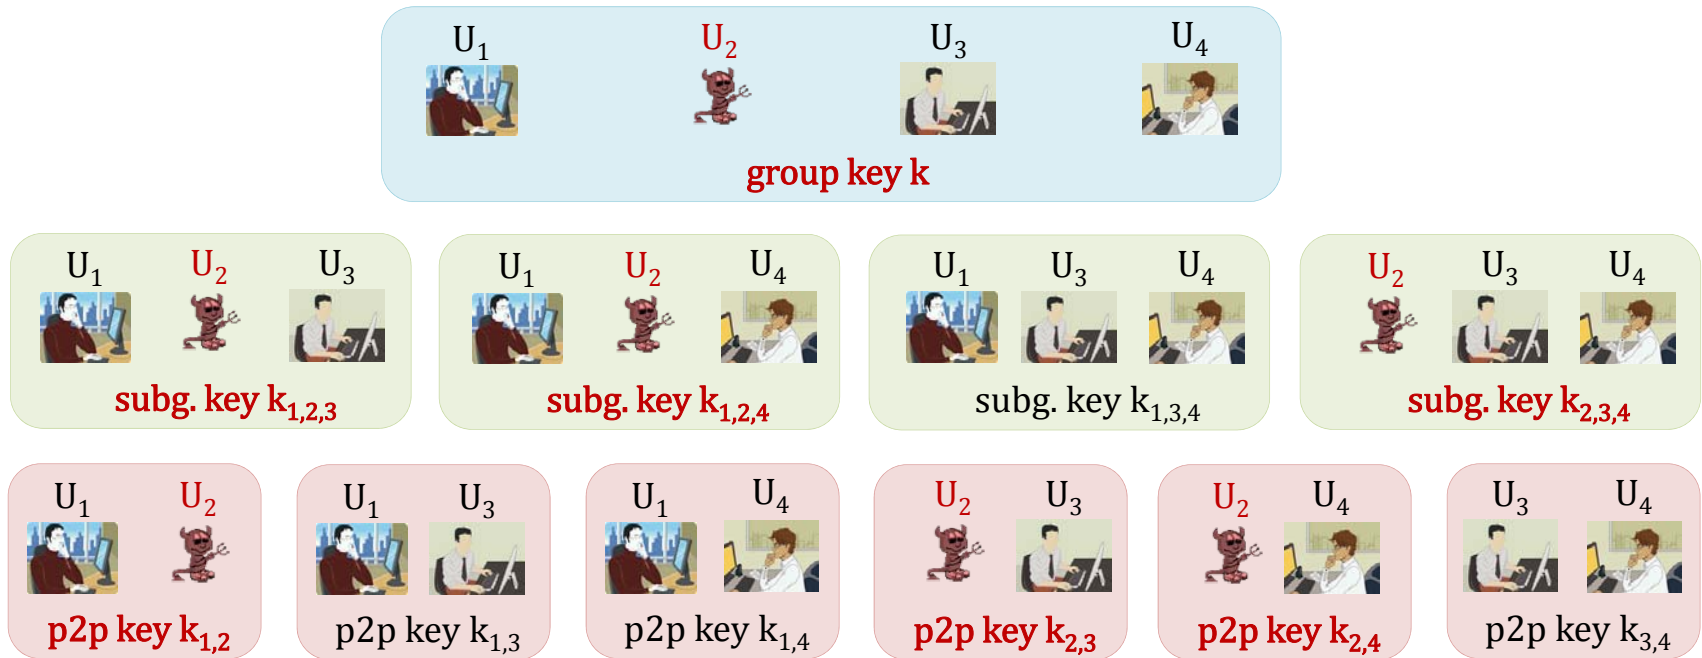 U1 U2 U3 U4
group key k
U1 U2 U3 U1 U2 U4 U1 U3 U4 U2 U3 U4
subg. key k1,2,3 subg. key k1,2,4 subg. key k1,3,4 subg. key k2,3,4
U1 U2 U1 U3 U1 U4 U2 U3 U2 U4 U3 U4
p2p key k1,2 p2p key k1,3 p2p key k1,4 p2p key k2,3 p2p key k2,4 p2p key k3,4